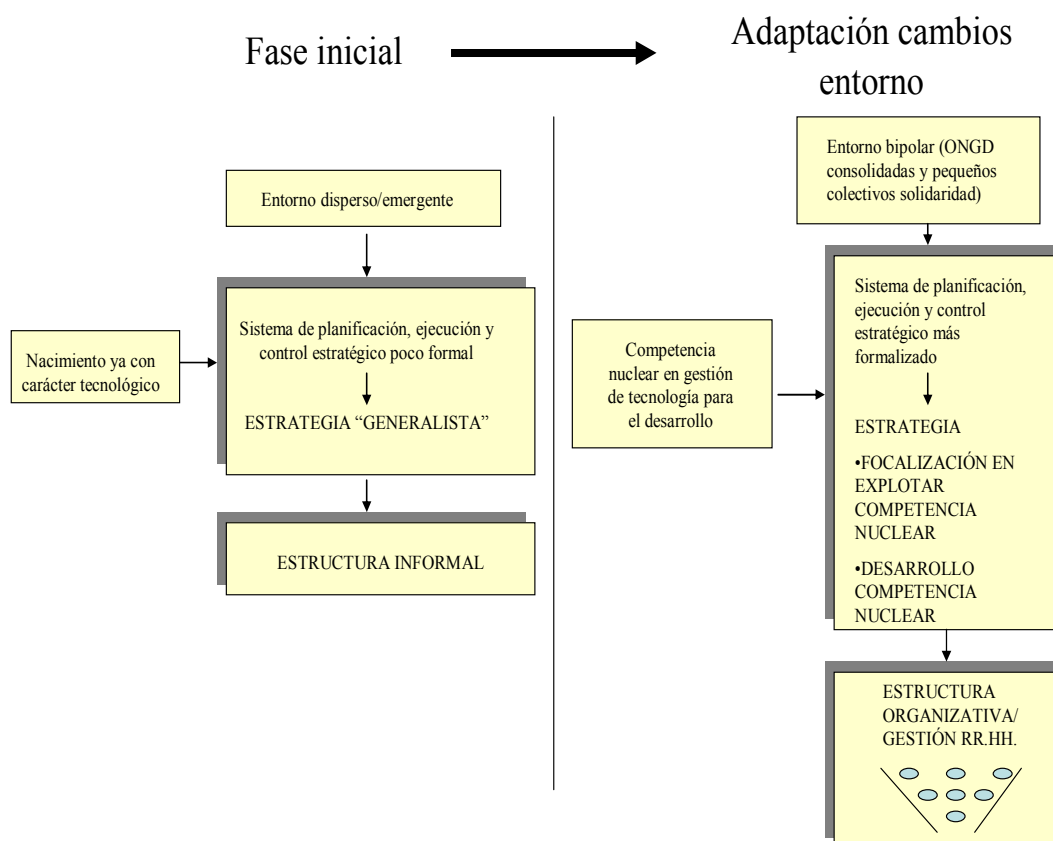 Fase inicial
Adaptación cambios
entorno
Entorno disperso/emergente
Nacimiento ya con
carácter tecnológico
Sistema de planificación, ejecución y
control estratégico poco formal
ESTRATEGIA “GENERALISTA”
ESTRUCTURA INFORMAL
Entorno bipolar (ONGD
consolidadas y pequeños
colectivos solidaridad)
Competencia
nuclear en gestión
de tecnología para
el desarrollo
Sistema de planificación,
ejecución y control
estratégico más
formalizado
ESTRATEGIA
•FOCALIZACIÓN EN
EXPLOTAR
COMPETENCIA
NUCLEAR
•DESARROLLO
COMPETENCIA
NUCLEAR
ESTRUCTURA
ORGANIZATIVA/
GESTIÓN RR.HH.